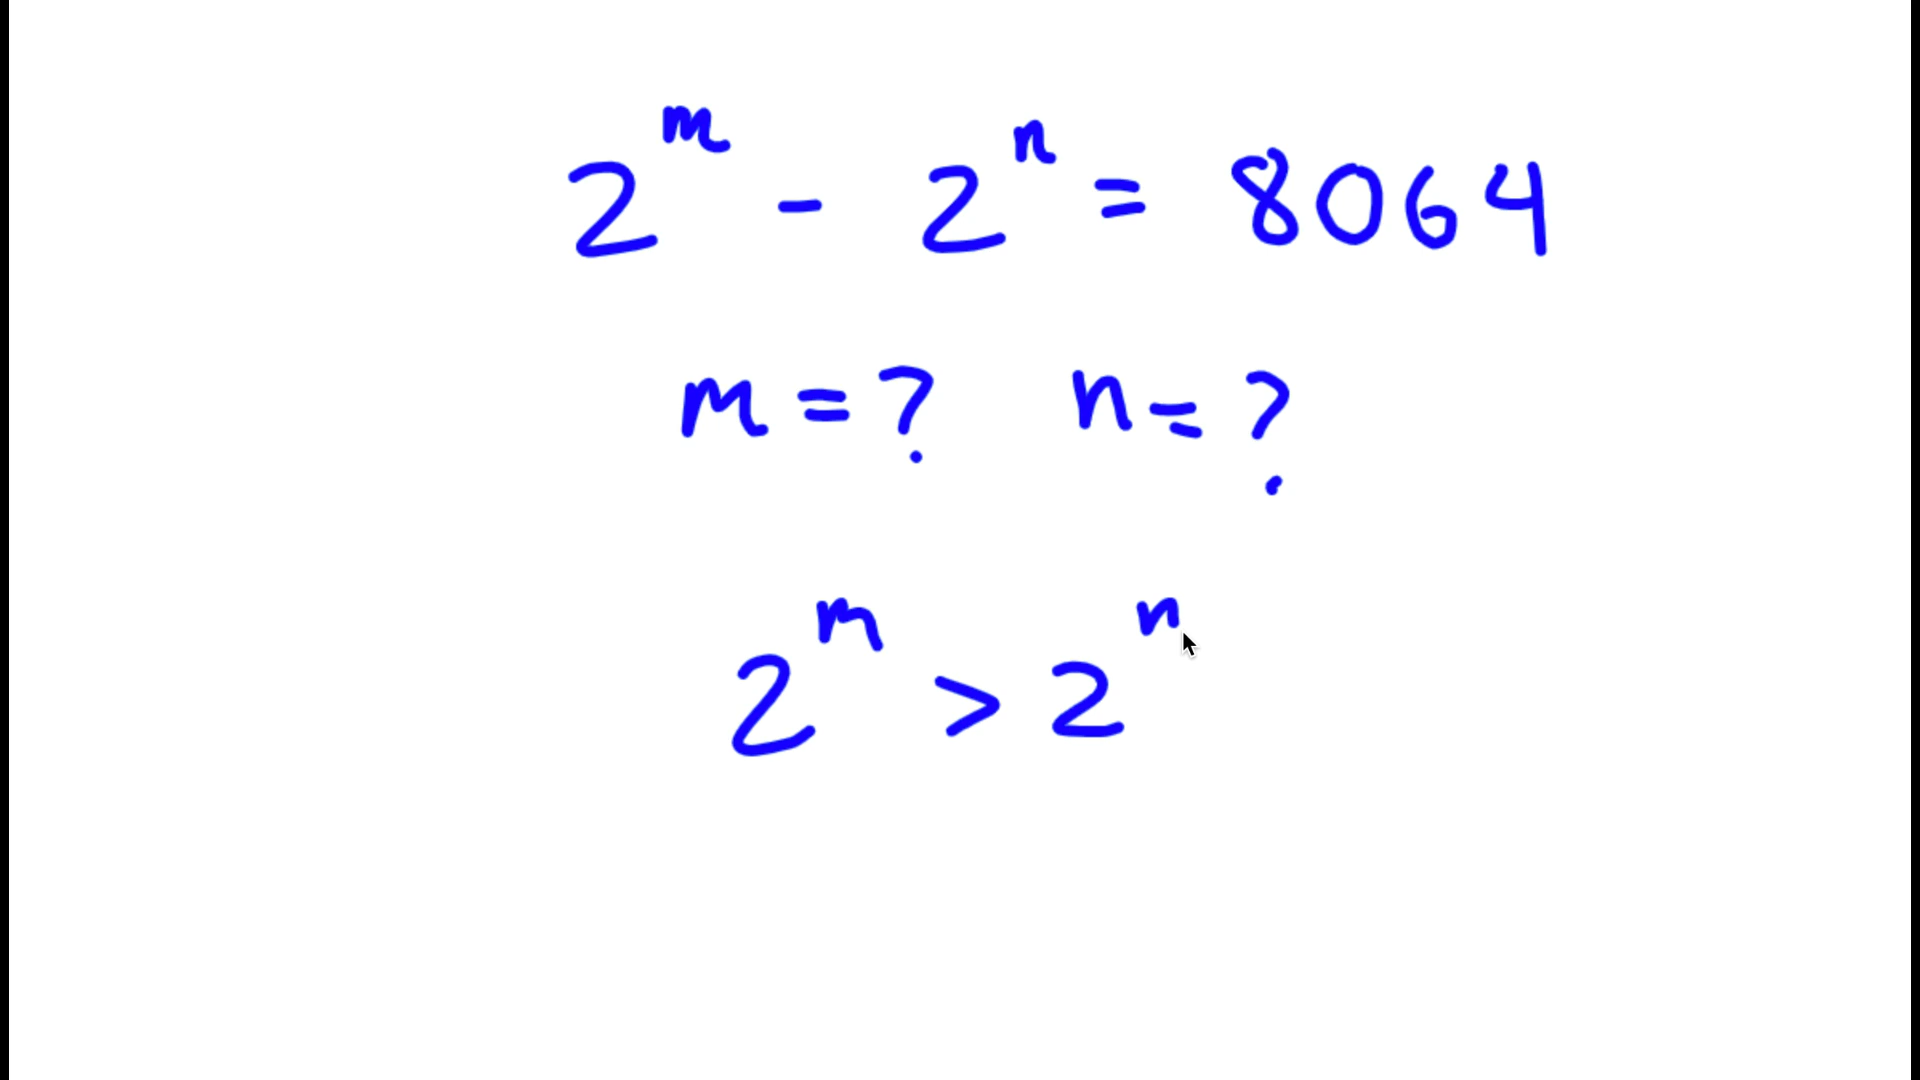 2^m - 2^n = 8064
m = ? n = ?
2^m > 2^n